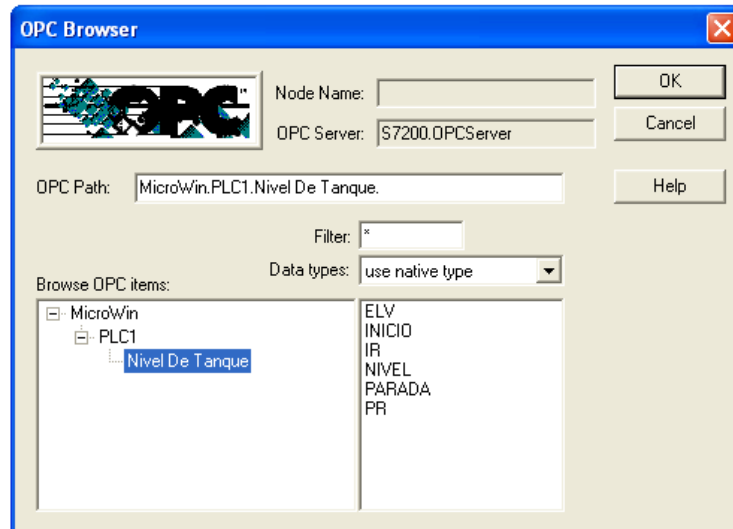 OPC Browser
OPC
Node Name:
OK
OPC Server: S7200.OPCServer
Cancel
OPC Path: MicroWin.PLC1.Nivel De Tanque.
Help
Filter: *
Data types: use native type
Browse OPC items:
MicroWin
PLC1
Nivel De Tanque
ELV
INICIO
IR
NIVEL
PARADA
PR